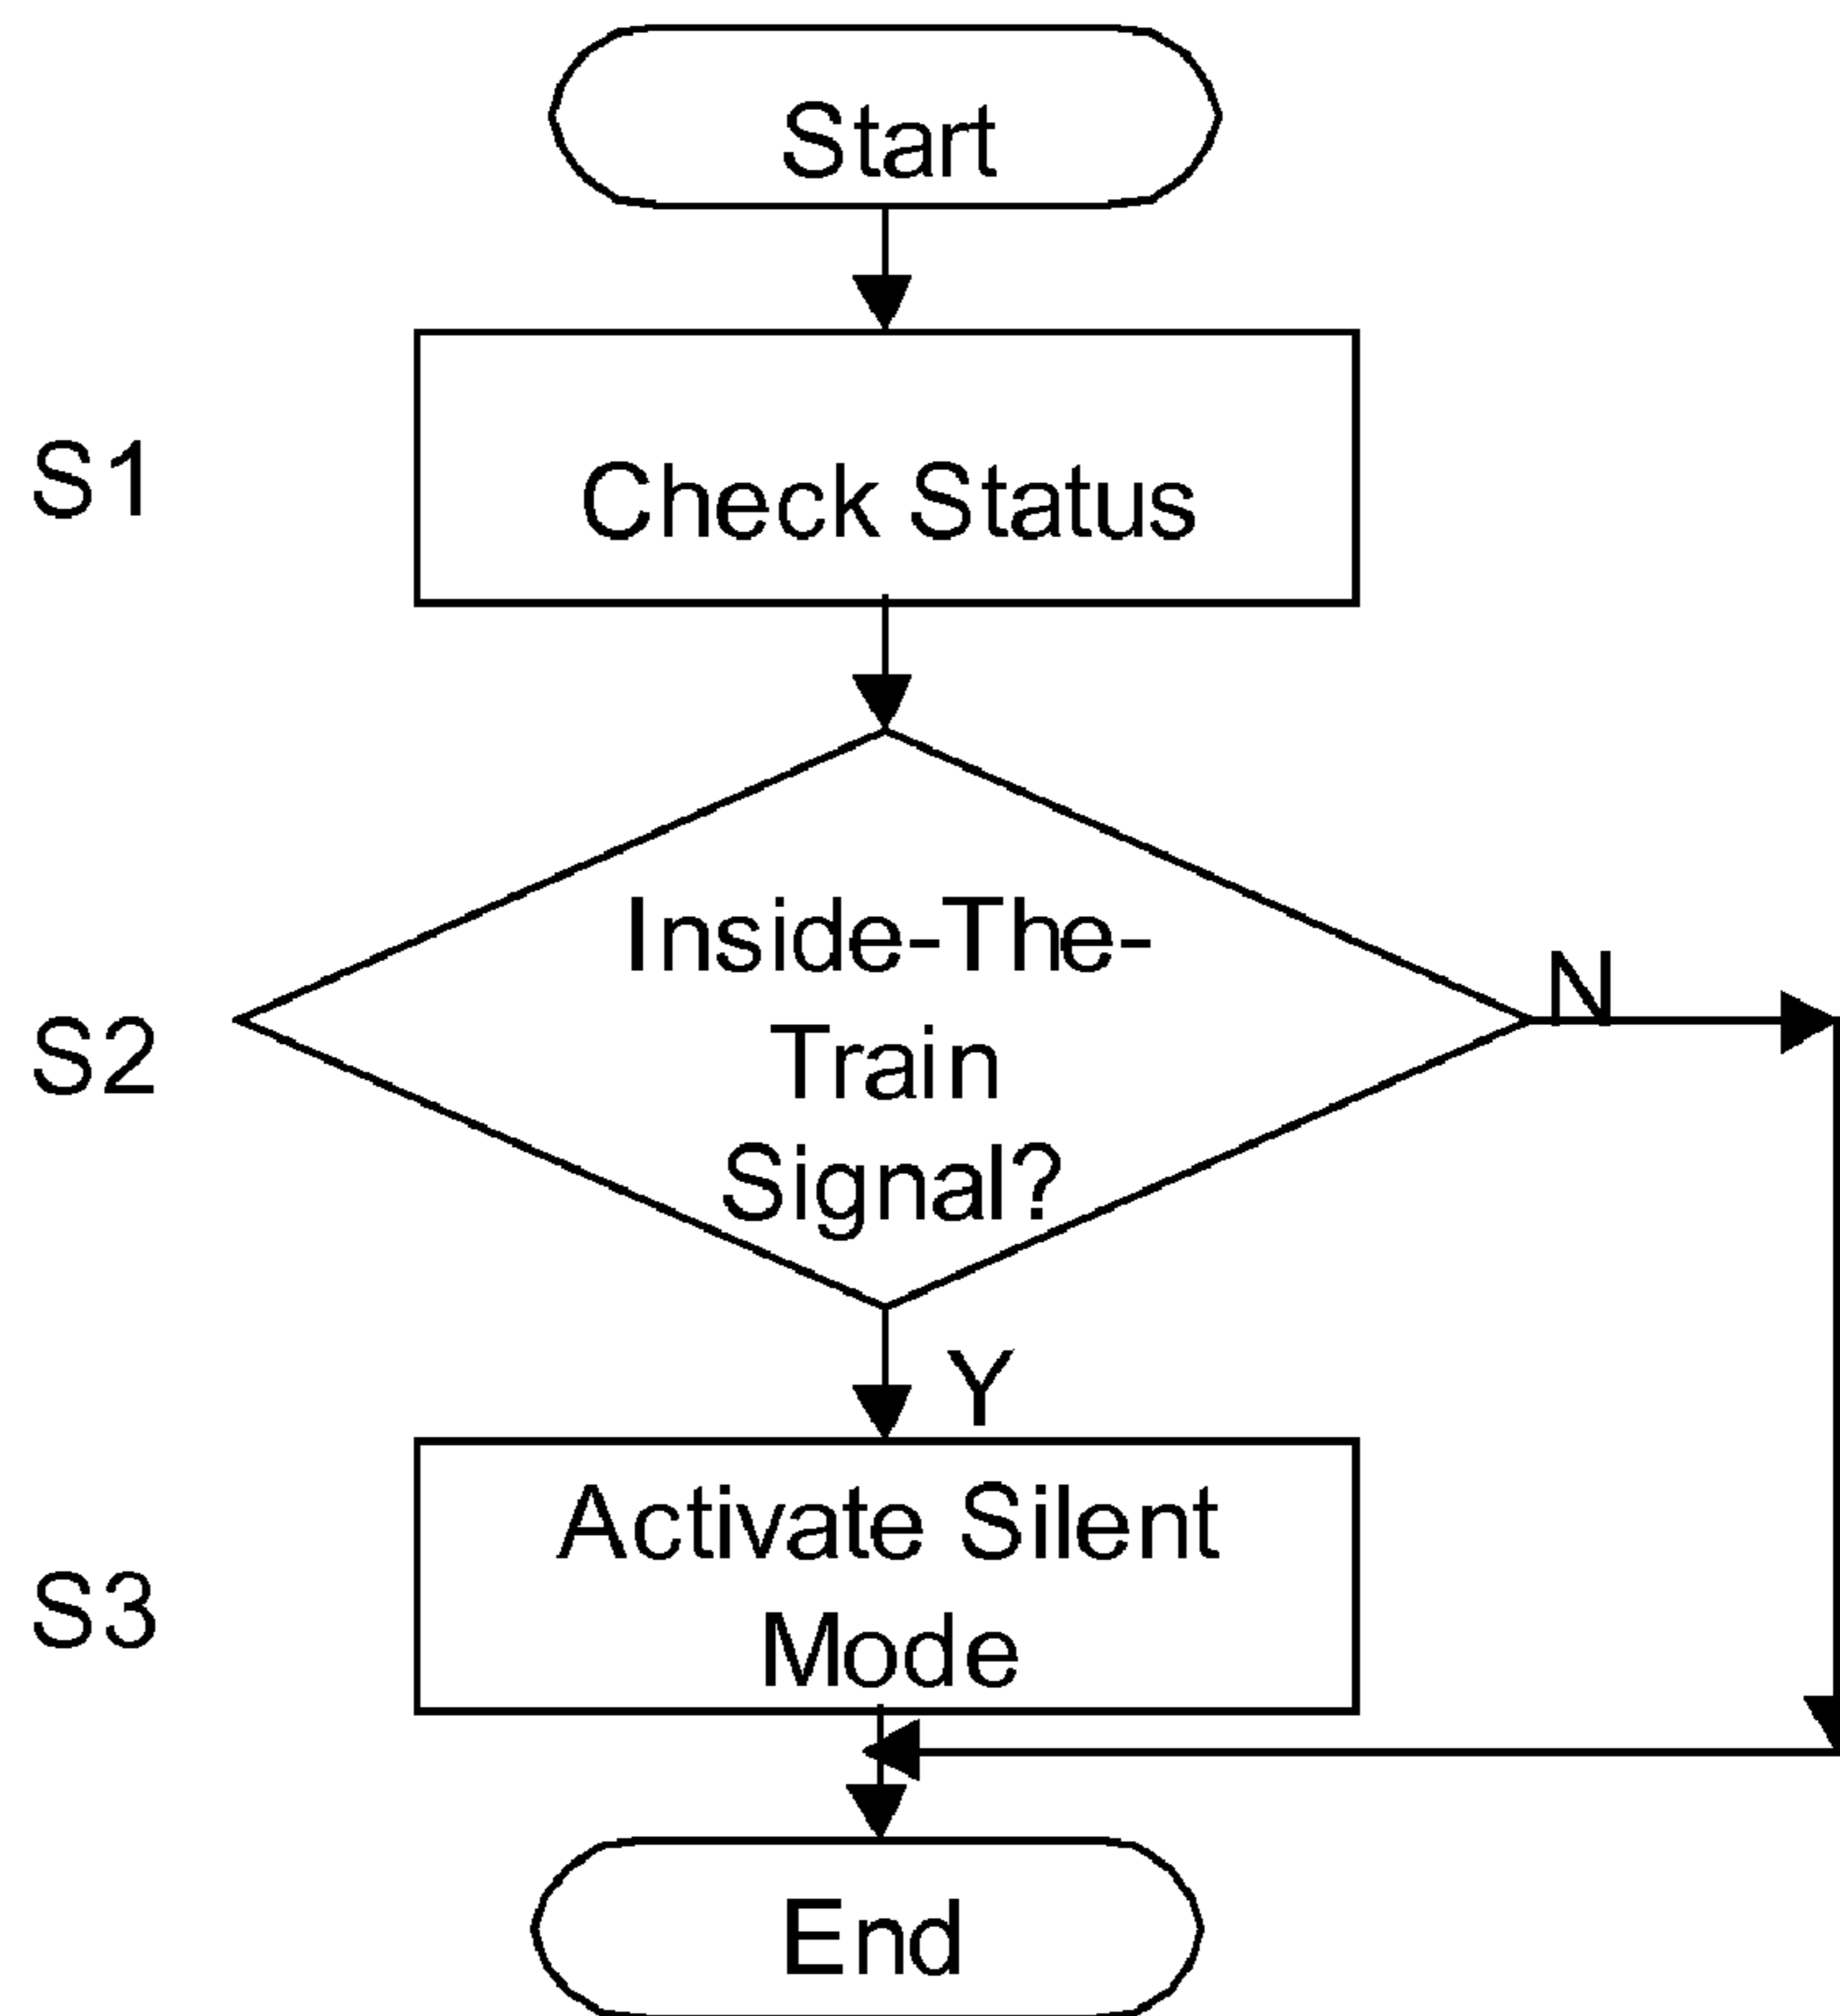 Start
S1
Check Status
Inside-The-
N
S2
Train
Signal?
Y
Activate Silent
S3
Mode
End